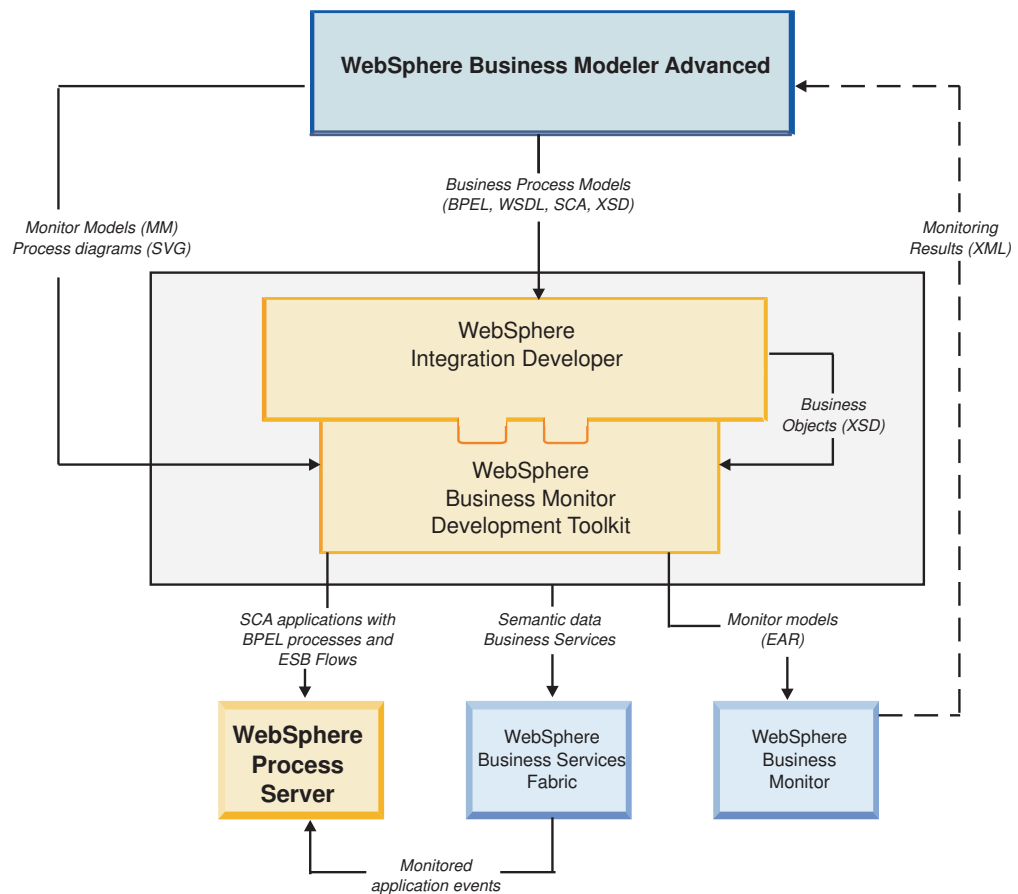 WebSphere Business Modeler Advanced
Business Process Models
(BPEL, WSDL, SCA, XSD)
Monitor Models (MM)
Process diagrams (SVG)
Monitoring
Results (XML)
WebSphere
Integration Developer
Business
Objects (XSD)
WebSphere
Business Monitor
Development Toolkit
SCA applications with
BPEL processes and
ESB Flows
Semantic data
Business Services
Monitor models
(EAR)
WebSphere
Process
Server
WebSphere
Business Services
Fabric
WebSphere
Business
Monitor
Monitored
application events